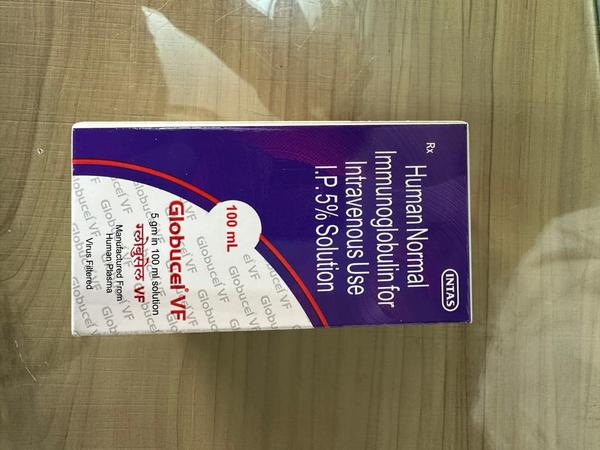 INTAS
Rx
Human Normal
Immunoglobulin for
Intravenous Use
I.P. 5% Solution
100 mL
Globucel VF
5 gm in 100 ml solution
ग्लोबुसेल VF
Manufactured From
Human Plasma
Virus Filtered